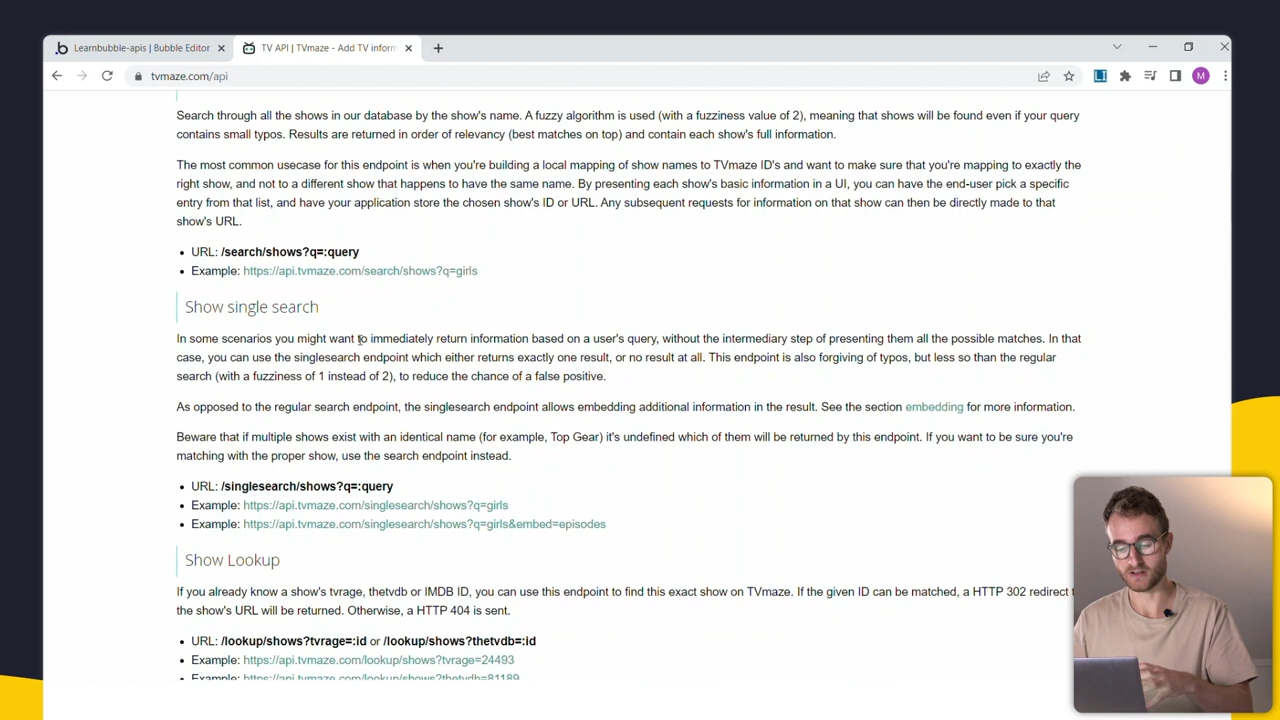 Learnbubble-apis | Bubble Editor
TV API | TVmaze - Add TV inform
tvmaze.com/api
M
Search through all the shows in our database by the show's name. A fuzzy algorithm is used (with a fuzziness value of 2), meaning that shows will be found even if your query
contains small typos. Results are returned in order of relevancy (best matches on top) and contain each show's full information.
The most common usecase for this endpoint is when you're building a local mapping of show names to TVmaze ID's and want to make sure that you're mapping to exactly the
right show, and not to a different show that happens to have the same name. By presenting each show's basic information in a UI, you can have the end-user pick a specific
entry from that list, and have your application store the chosen show's ID or URL. Any subsequent requests for information on that show can then be directly made to that
show's URL.
• URL: /search/shows?q=:query
• Example: https://api.tvmaze.com/search/shows?q=girls
Show single search
In some scenarios you might want to immediately return information based on a user's query, without the intermediary step of presenting them all the possible matches. In that
case, you can use the singlesearch endpoint which either returns exactly one result, or no result at all. This endpoint is also forgiving of typos, but less so than the regular
search (with a fuzziness of 1 instead of 2), to reduce the chance of a false positive.
As opposed to the regular search endpoint, the singlesearch endpoint allows embedding additional information in the result. See the section embedding for more information.
Beware that if multiple shows exist with an identical name (for example, Top Gear) it's undefined which of them will be returned by this endpoint. If you want to be sure you're
matching with the proper show, use the search endpoint instead.
• URL: /singlesearch/shows?q=:query
• Example: https://api.tvmaze.com/singlesearch/shows?q=girls
• Example: https://api.tvmaze.com/singlesearch/shows?q=girls&embed=episodes
Show Lookup
If you already know a show's tvrage, thetvdb or IMDB ID, you can use this endpoint to find this exact show on TVmaze. If the given ID can be matched, a HTTP 302 redirect t
the show's URL will be returned. Otherwise, a HTTP 404 is sent.
• URL: /lookup/shows?tvrage=:id or /lookup/shows?thetvdb=:id
• Example: https://api.tvmaze.com/lookup/shows?tvrage=24493
• Example: https://api.tvmaze.com/lookup/shows?thetvdb=81189